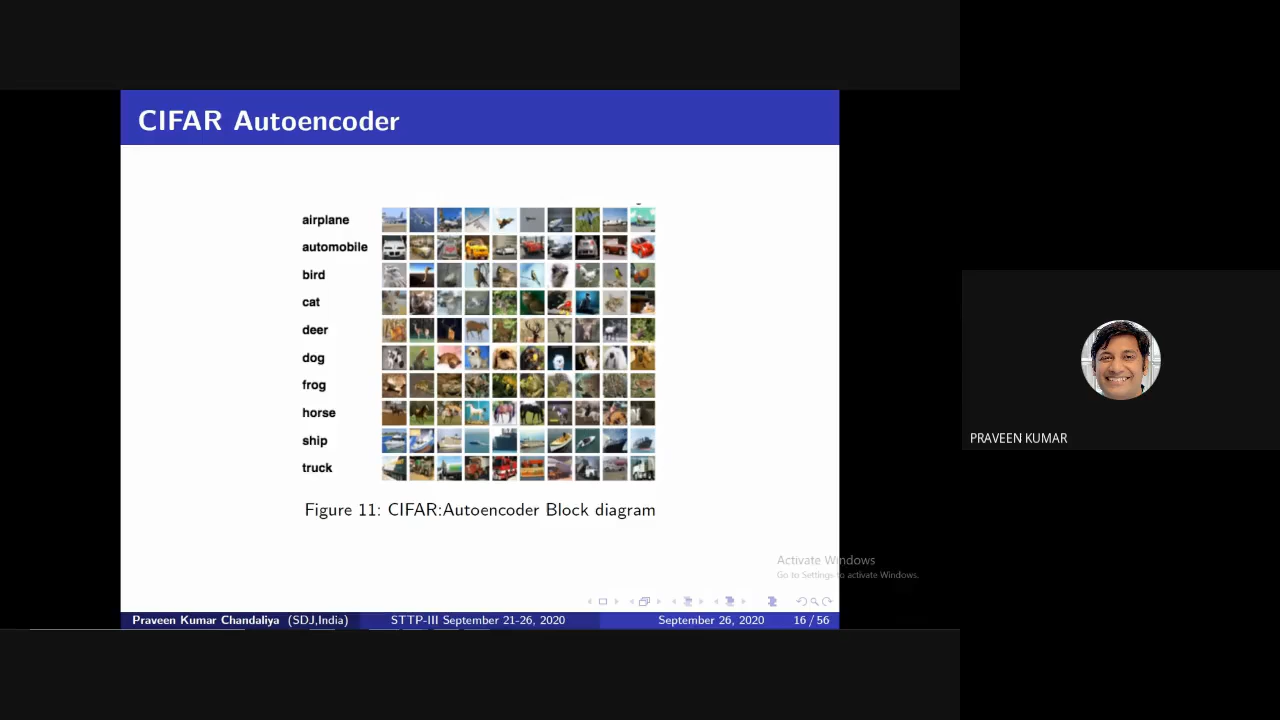 CIFAR Autoencoder
airplane
automobile
bird
cat
deer
dog
frog
horse
ship
truck
Figure 11: CIFAR:Autoencoder Block diagram
PRAVEEN KUMAR
Activate Windows
Go to Settings to activate Windows.
Praveen Kumar Chandaliya (SDJ,India) STTP-III September 21-26, 2020 September 26, 2020 16 / 56